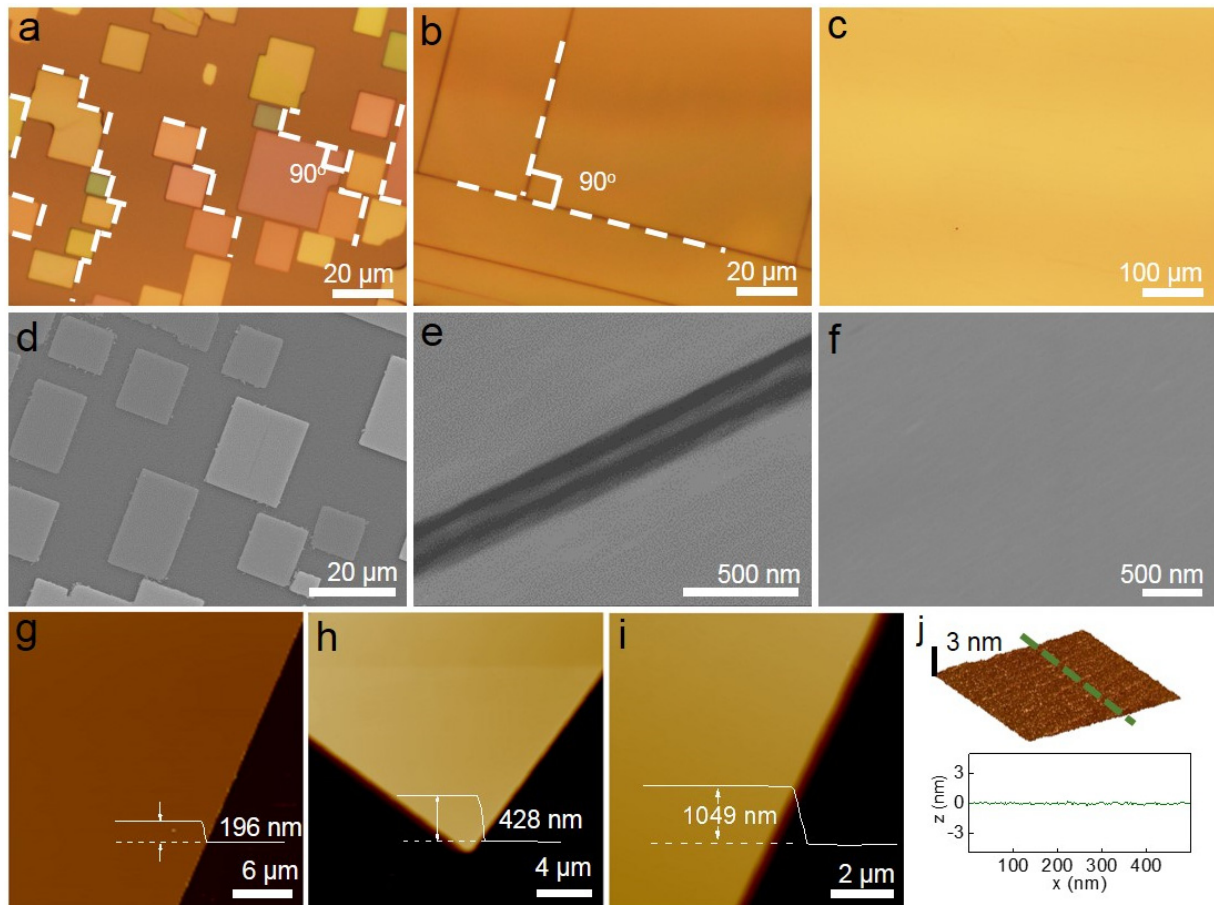 a
90°
20 µm
b
90°
20 µm
c
100 µm
d
20 µm
e
500 nm
f
500 nm
g
196 nm
6 µm
h
428 nm
4 µm
i
1049 nm
2 µm
j
3 nm
z (nm)
3
0
-3
100 200 300 400
x (nm)